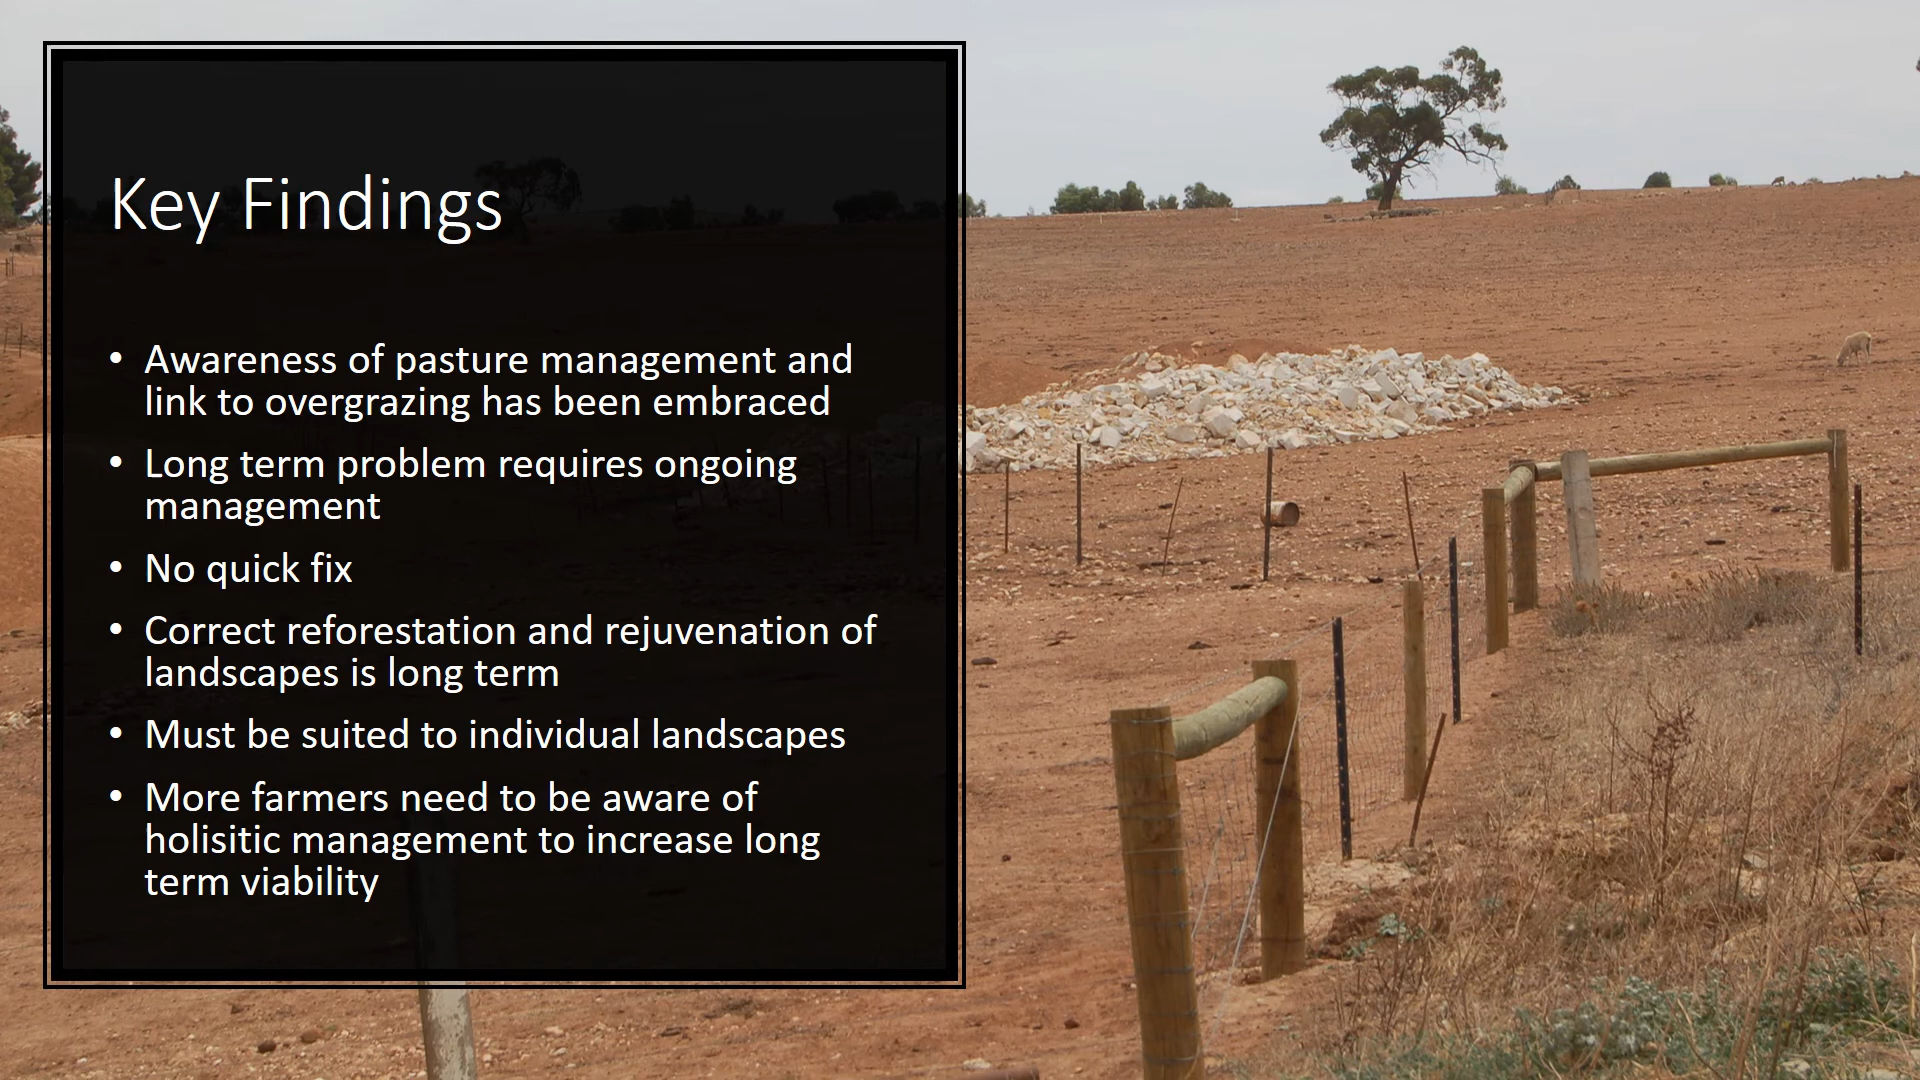 Key Findings
• Awareness of pasture management and
link to overgrazing has been embraced
• Long term problem requires ongoing
management
• No quick fix
• Correct reforestation and rejuvenation of
landscapes is long term
• Must be suited to individual landscapes
• More farmers need to be aware of
holisitic management to increase long
term viability